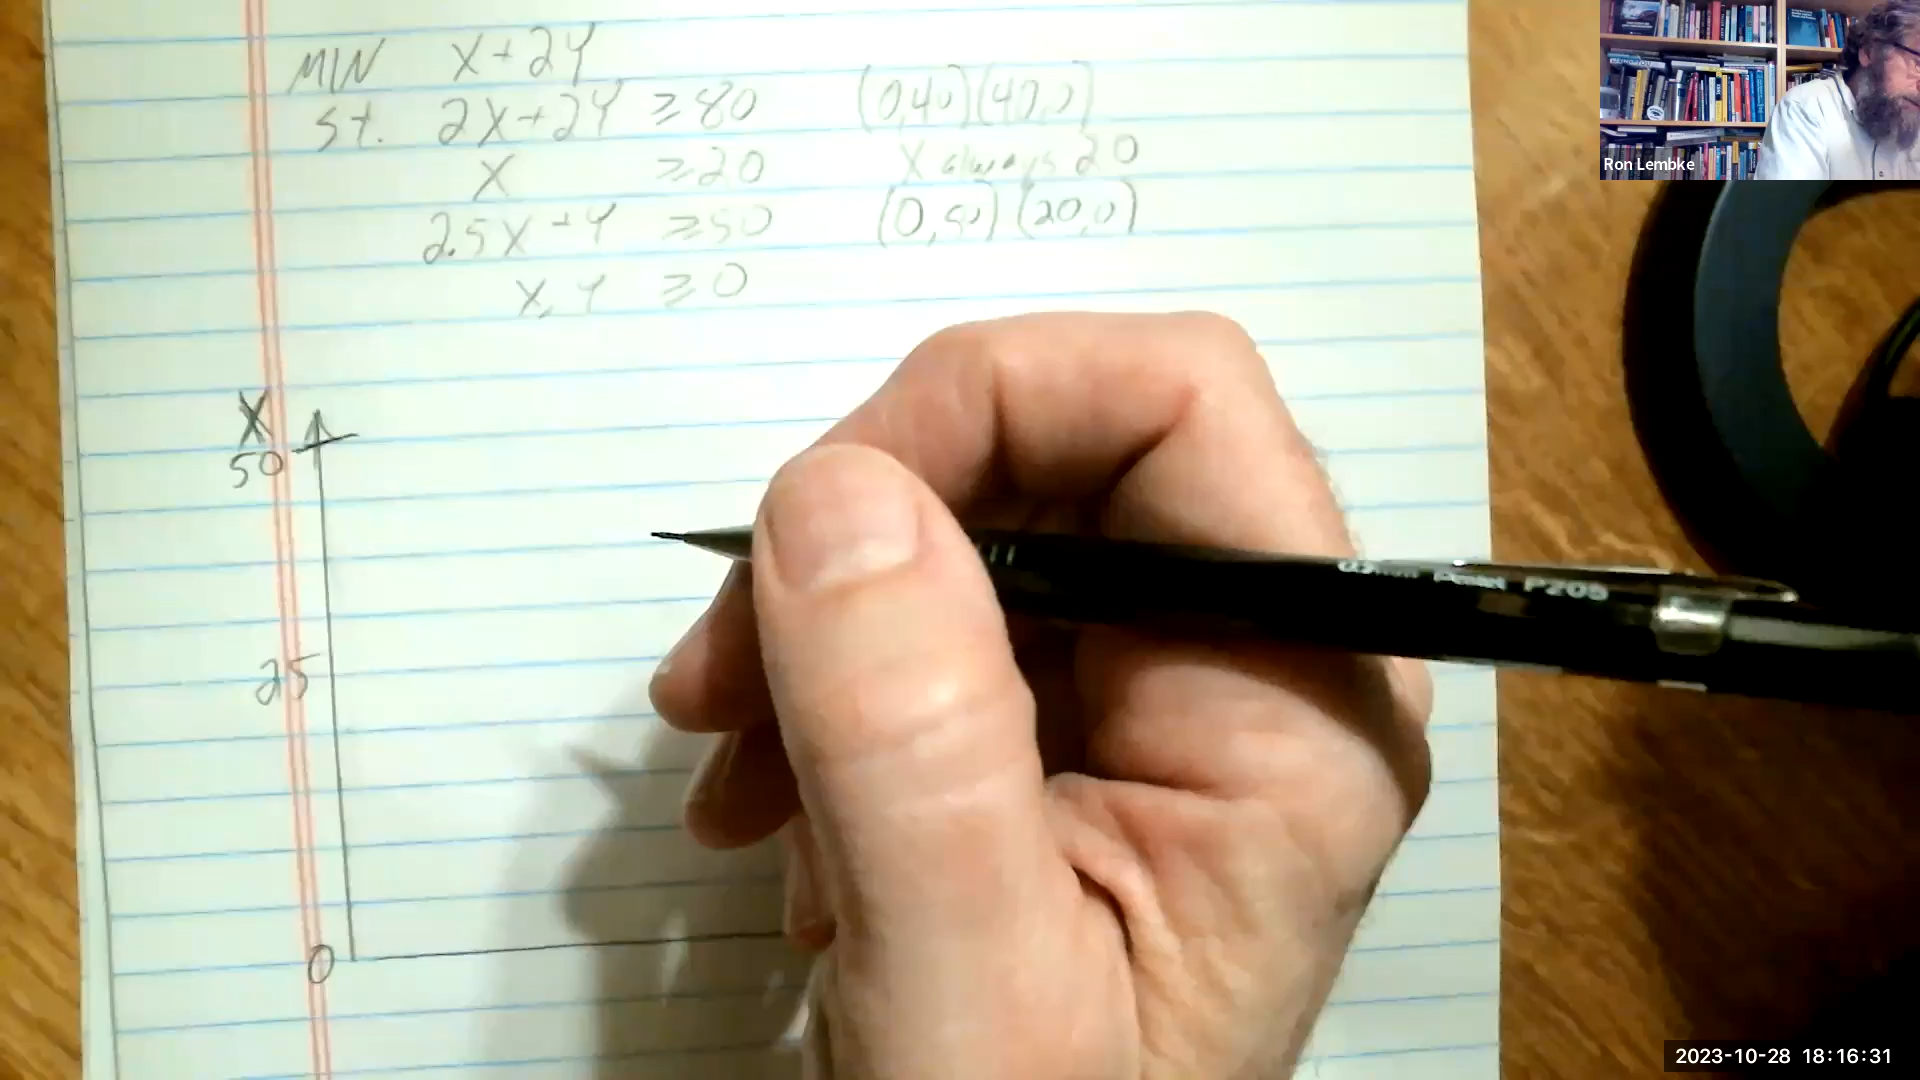 MIN X+2Y
St. 2X+2Y ≥80 (0,40)(40,0)
X ≥20 X always 20
2.5X+Y ≥50 (0,50)(20,0)
X,Y ≥0
X
50
25
0
Pentel P205
Ron Lembke
2023-10-28 18:16:31